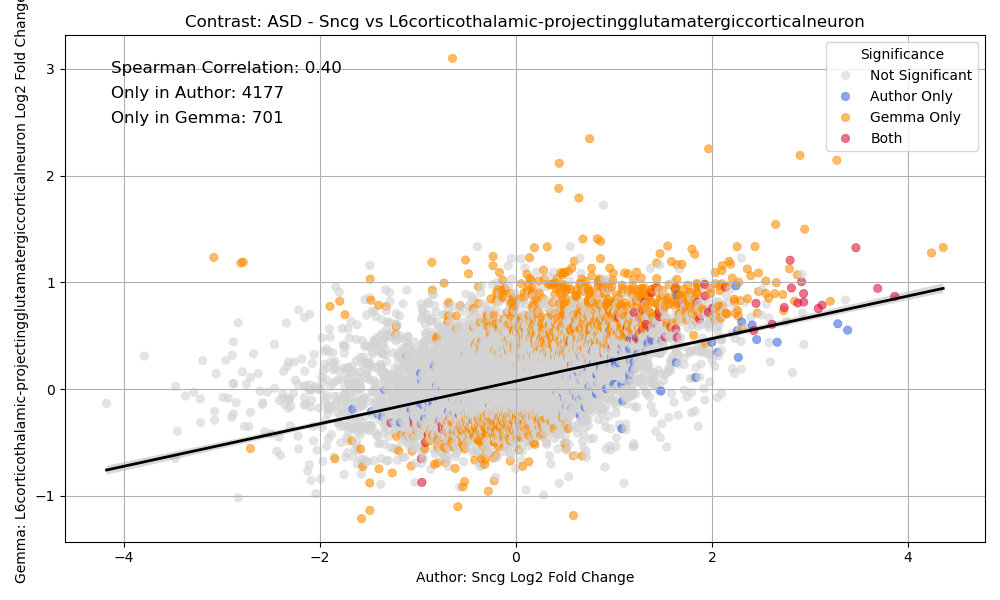 Contrast: ASD - Sncg vs L6corticothalamic-projectingglutamatergiccorticalneuron
Gemma: L6corticothalamic-projectingglutamatergiccorticalneuron Log2 Fold Change
Spearman Correlation: 0.40
Only in Author: 4177
Only in Gemma: 701
Significance
Not Significant
Author Only
Gemma Only
Both
3
2
1
0
−1
−4
−2
0
2
4
Author: Sncg Log2 Fold Change